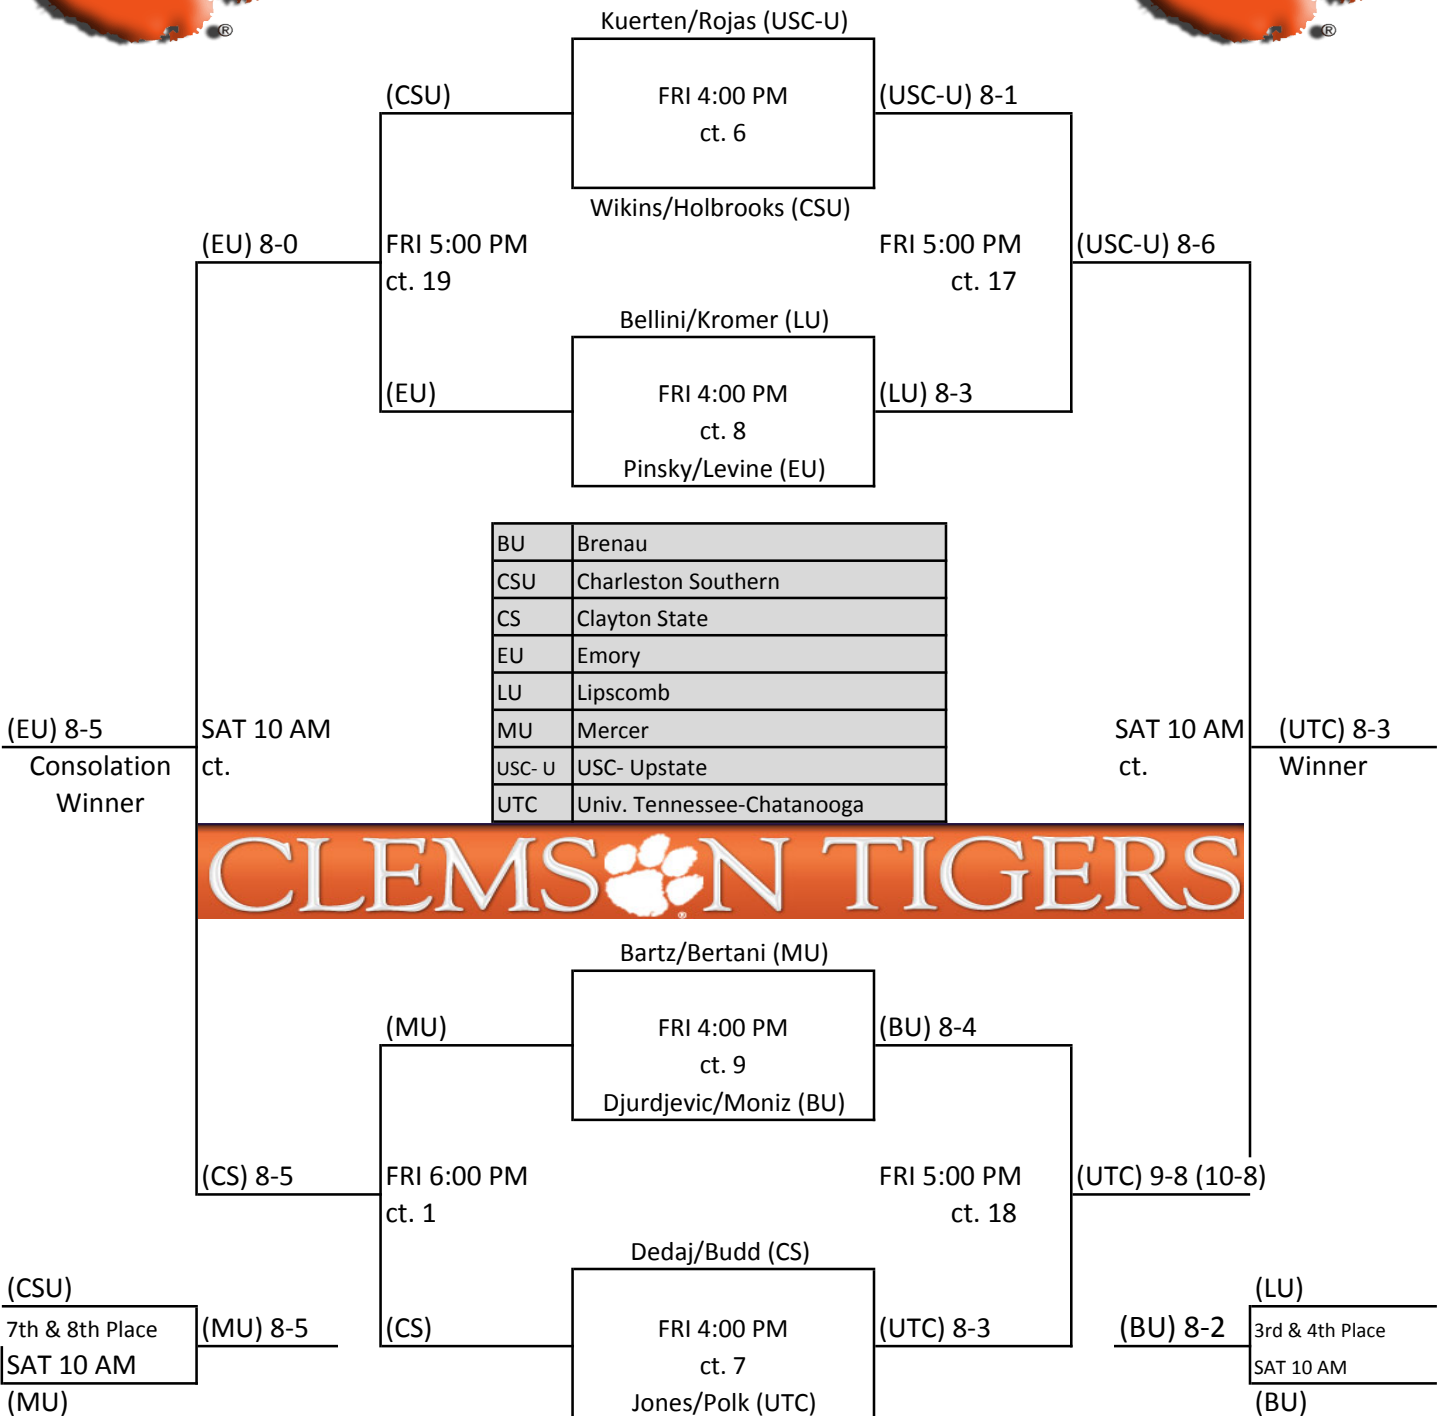 ® ®
Kuerten/Rojas (USC-U)
(CSU) FRI 4:00 PM (USC-U) 8-1
ct. 6
Wikins/Holbrooks (CSU)
(EU) 8-0 FRI 5:00 PM FRI 5:00 PM (USC-U) 8-6
ct. 19 ct. 17
Bellini/Kromer (LU)
(EU) FRI 4:00 PM (LU) 8-3
ct. 8
Pinsky/Levine (EU)
BU Brenau
CSU Charleston Southern
CS Clayton State
EU Emory
LU Lipscomb
(EU) 8-5 SAT 10 AM MU Mercer SAT 10 AM (UTC) 8-3
Consolation ct. USC- U USC- Upstate ct. Winner
Winner UTC Univ. Tennessee-Chatanooga
CLEMSON TIGERS
®
Bartz/Bertani (MU)
(MU) FRI 4:00 PM (BU) 8-4
ct. 9
Djurdjevic/Moniz (BU)
(CS) 8-5 FRI 6:00 PM FRI 5:00 PM (UTC) 9-8 (10-8)
ct. 1 ct. 18
Dedaj/Budd (CS)
(CSU) (LU)
7th & 8th Place (MU) 8-5 (CS) FRI 4:00 PM (UTC) 8-3 (BU) 8-2 3rd & 4th Place
SAT 10 AM ct. 7 SAT 10 AM
(MU) Jones/Polk (UTC) (BU)